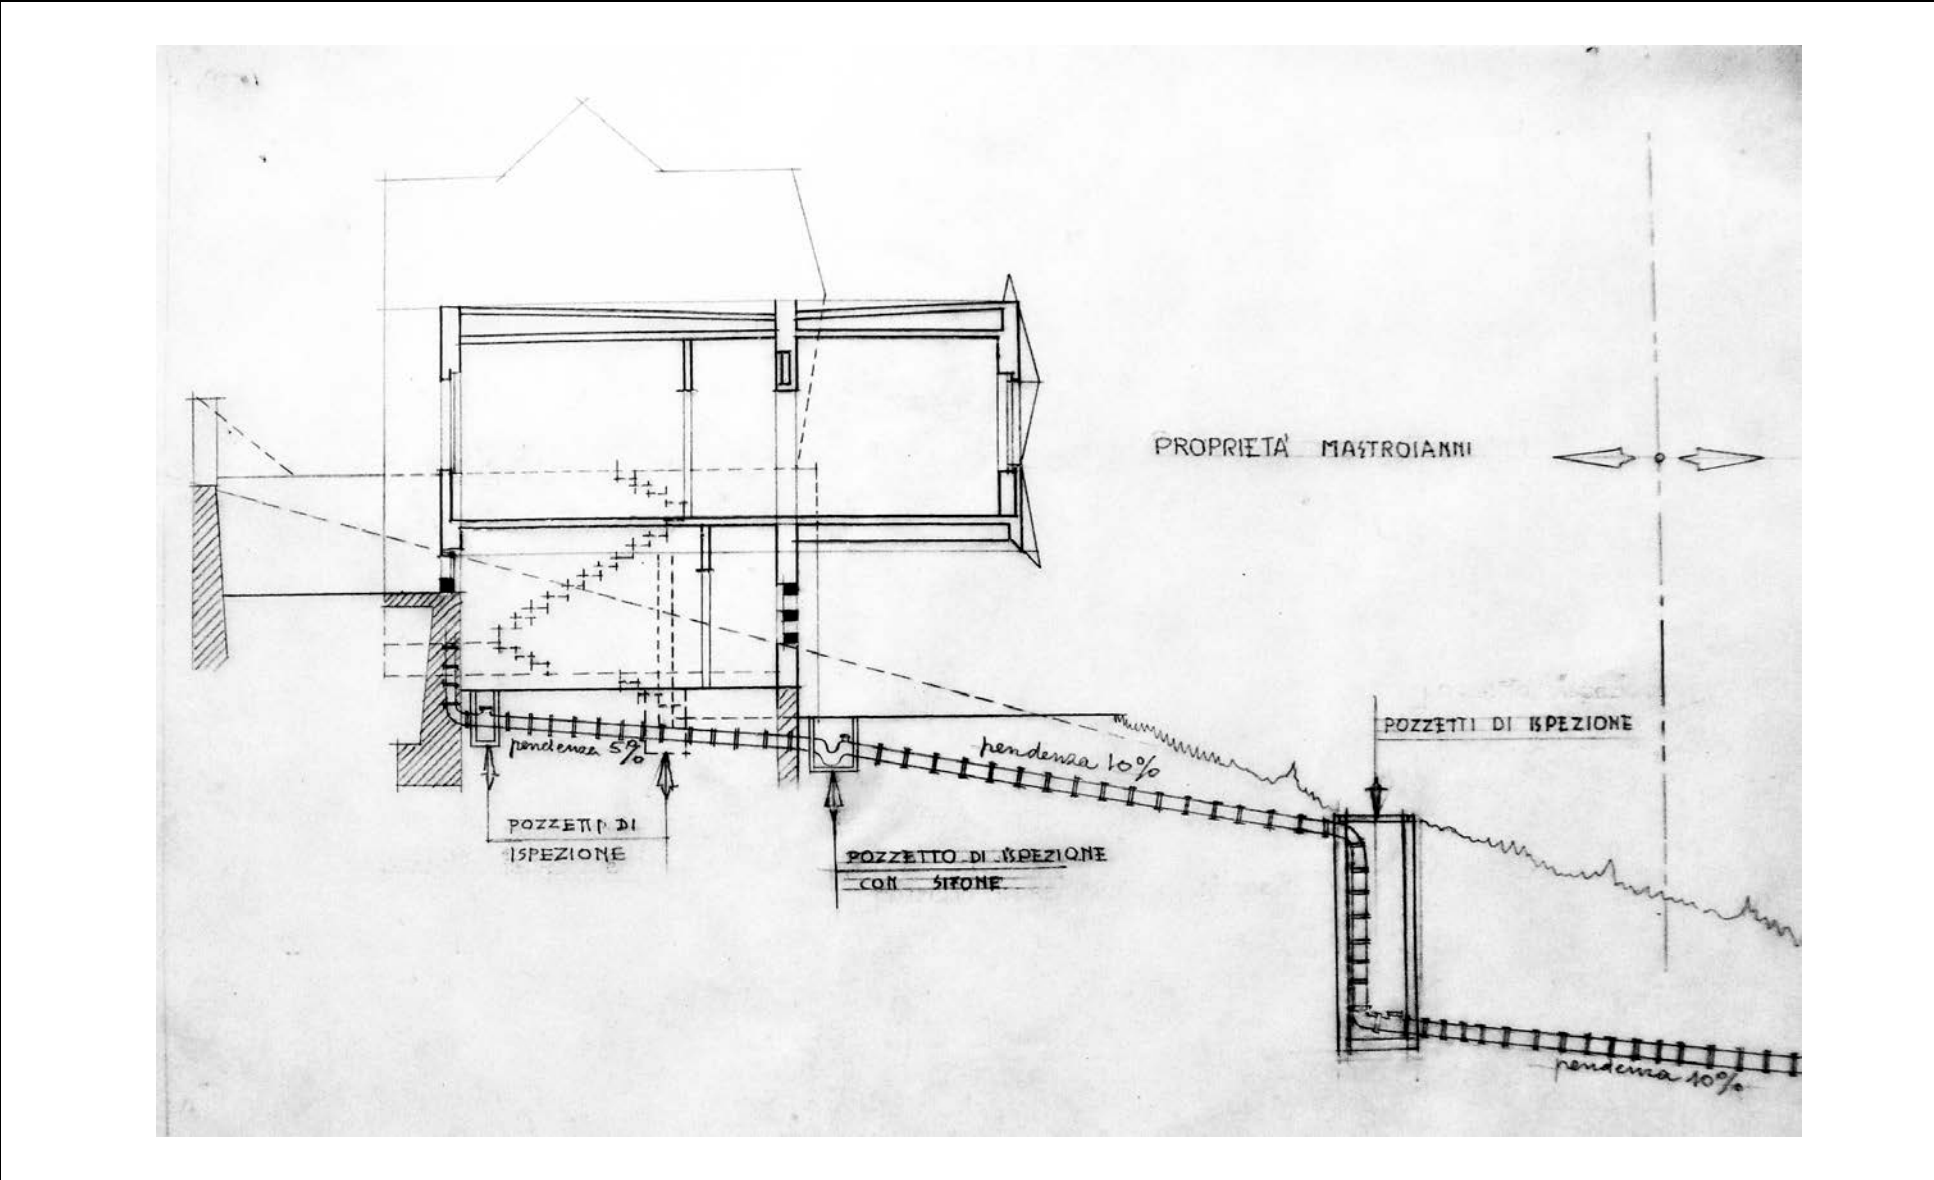 PROPRIETÀ MASTROIANNI
POZZETTI DI ISPEZIONE
pendenza 5%
pendenza 10%
POZZETTI DI
ISPEZIONE
POZZETTO DI ISPEZIONE
CON SIFONE
pendenza 10%